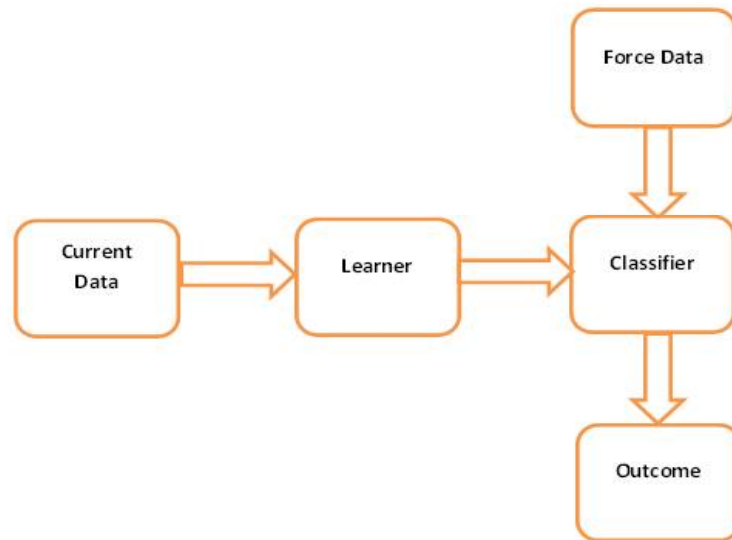 Force Data
Current
Data
Learner
Classifier
Outcome